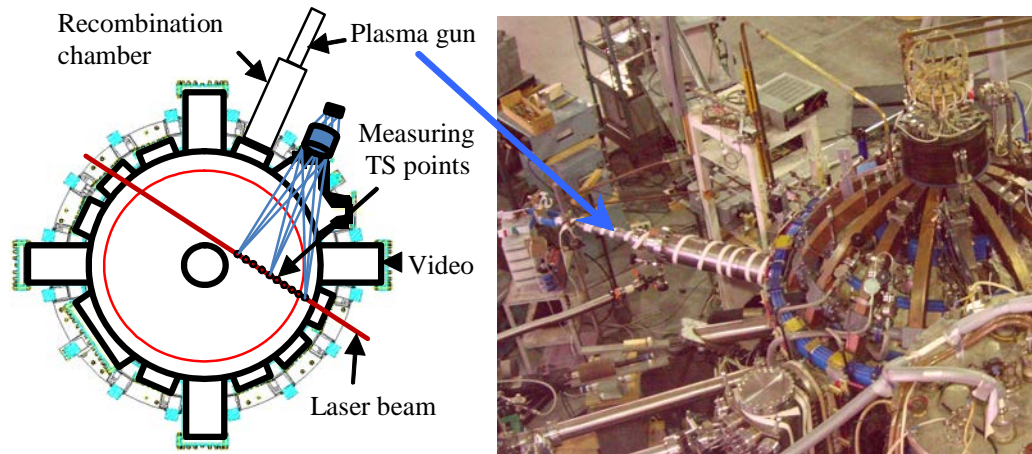 Recombination
chamber
Plasma gun
Measuring
TS points
Video
Laser beam